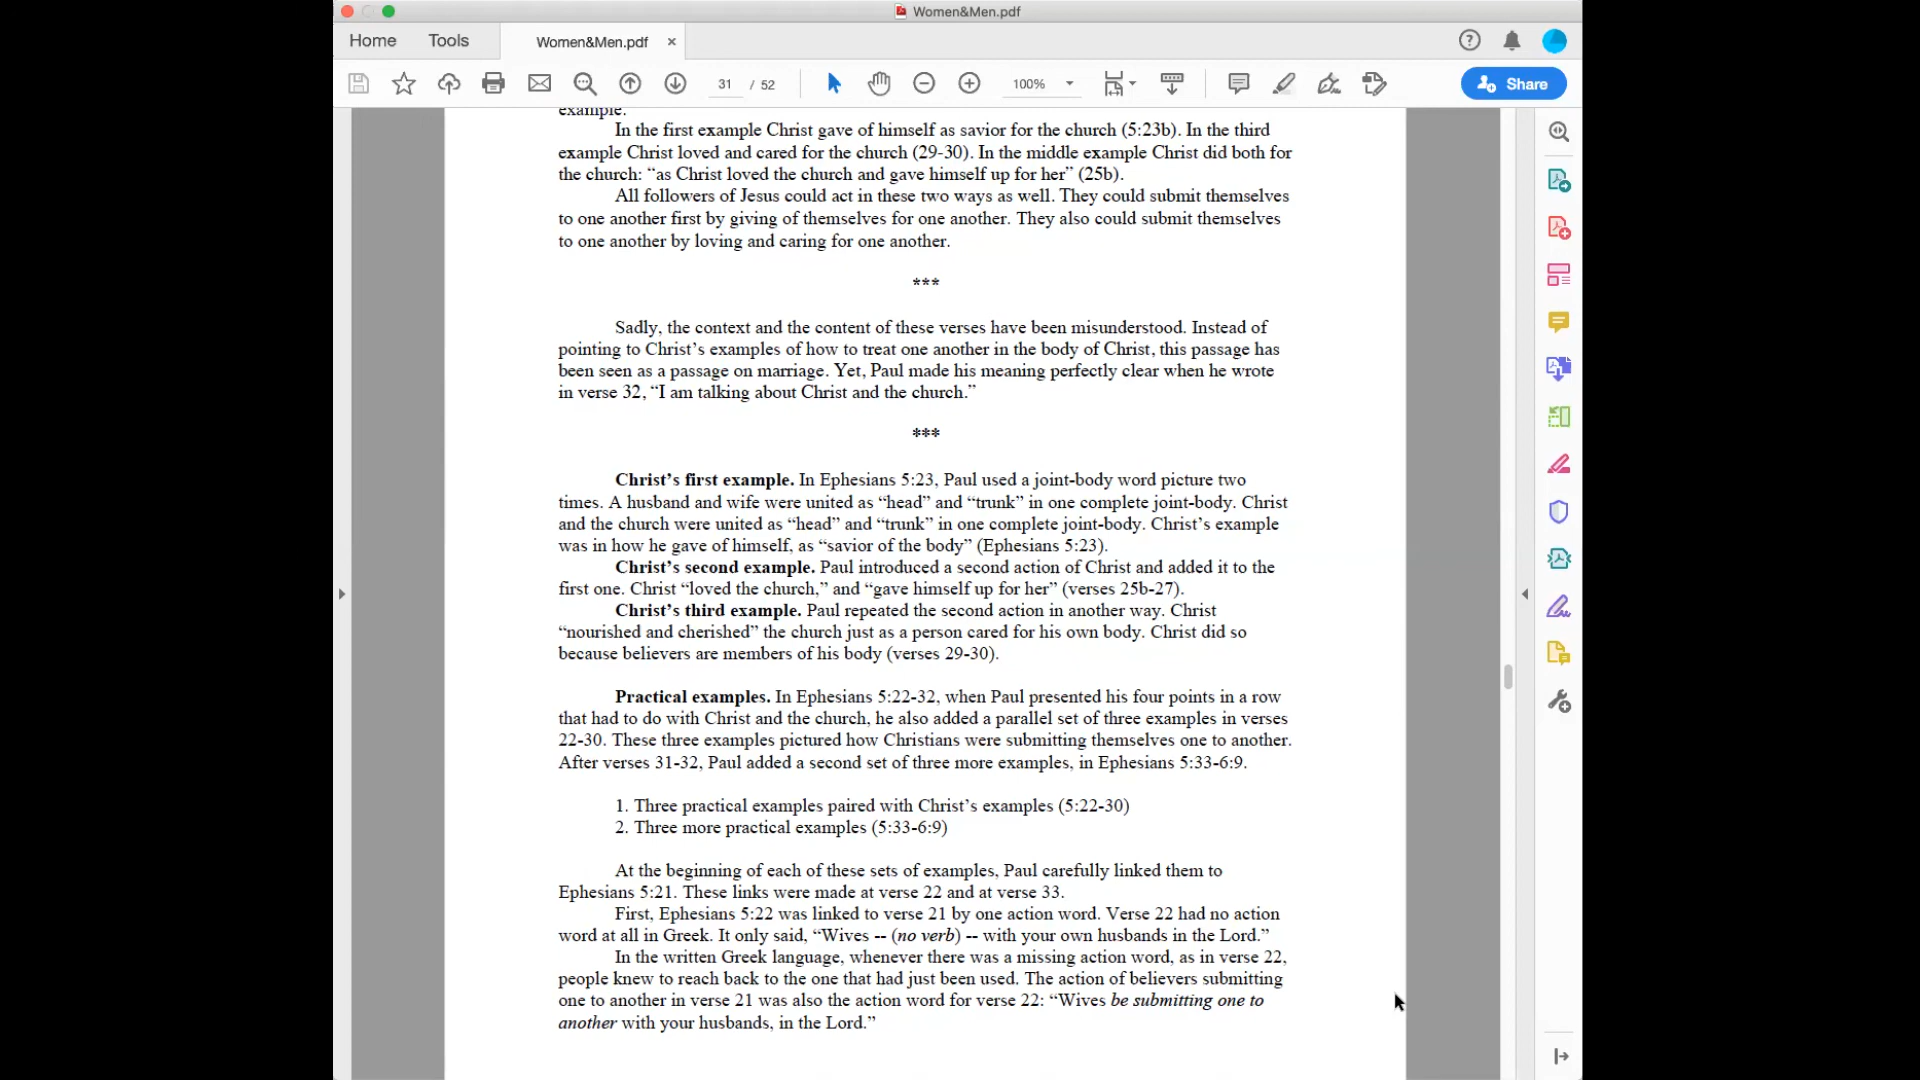 Women&Men.pdf
Home Tools Women&Men.pdf ×
31 / 52 100% Share
example.
In the first example Christ gave of himself as savior for the church (5:23b). In the third
example Christ loved and cared for the church (29-30). In the middle example Christ did both for
the church: “as Christ loved the church and gave himself up for her” (25b).
All followers of Jesus could act in these two ways as well. They could submit themselves
to one another first by giving of themselves for one another. They also could submit themselves
to one another by loving and caring for one another.
***
Sadly, the context and the content of these verses have been misunderstood. Instead of
pointing to Christ’s examples of how to treat one another in the body of Christ, this passage has
been seen as a passage on marriage. Yet, Paul made his meaning perfectly clear when he wrote
in verse 32, “I am talking about Christ and the church.”
***
Christ’s first example. In Ephesians 5:23, Paul used a joint-body word picture two
times. A husband and wife were united as “head” and “trunk” in one complete joint-body. Christ
and the church were united as “head” and “trunk” in one complete joint-body. Christ’s example
was in how he gave of himself, as “savior of the body” (Ephesians 5:23).
Christ’s second example. Paul introduced a second action of Christ and added it to the
first one. Christ “loved the church,” and “gave himself up for her” (verses 25b-27).
Christ’s third example. Paul repeated the second action in another way. Christ
“nourished and cherished” the church just as a person cared for his own body. Christ did so
because believers are members of his body (verses 29-30).
Practical examples. In Ephesians 5:22-32, when Paul presented his four points in a row
that had to do with Christ and the church, he also added a parallel set of three examples in verses
22-30. These three examples pictured how Christians were submitting themselves one to another.
After verses 31-32, Paul added a second set of three more examples, in Ephesians 5:33-6:9.
1. Three practical examples paired with Christ’s examples (5:22-30)
2. Three more practical examples (5:33-6:9)
At the beginning of each of these sets of examples, Paul carefully linked them to
Ephesians 5:21. These links were made at verse 22 and at verse 33.
First, Ephesians 5:22 was linked to verse 21 by one action word. Verse 22 had no action
word at all in Greek. It only said, “Wives -- (no verb) -- with your own husbands in the Lord.”
In the written Greek language, whenever there was a missing action word, as in verse 22,
people knew to reach back to the one that had just been used. The action of believers submitting
one to another in verse 21 was also the action word for verse 22: “Wives be submitting one to
another with your husbands, in the Lord.”